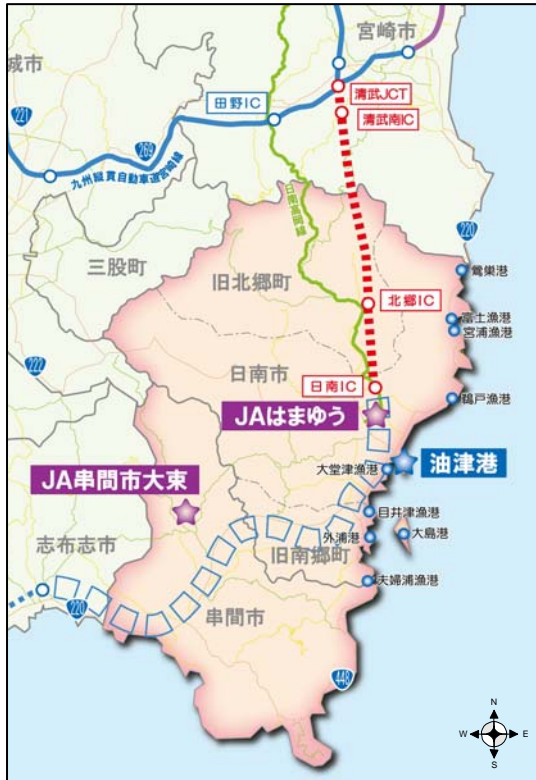 宮崎市
城市
清武JCT
田野IC
清武南IC
221
269
九州縦貫自動車道宮崎線
日南高岡線
220
三股町
旧北郷町
鶯巣港
北郷IC
富士漁港
宮浦漁港
222
日南市
日南IC
鵜戸漁港
JAはまゆう
油津港
大堂津漁港
JA串間市大束
目井津漁港
志布志市
外浦港
大島港
旧南郷町
夫婦浦漁港
220
串間市
448
N
W
E
S